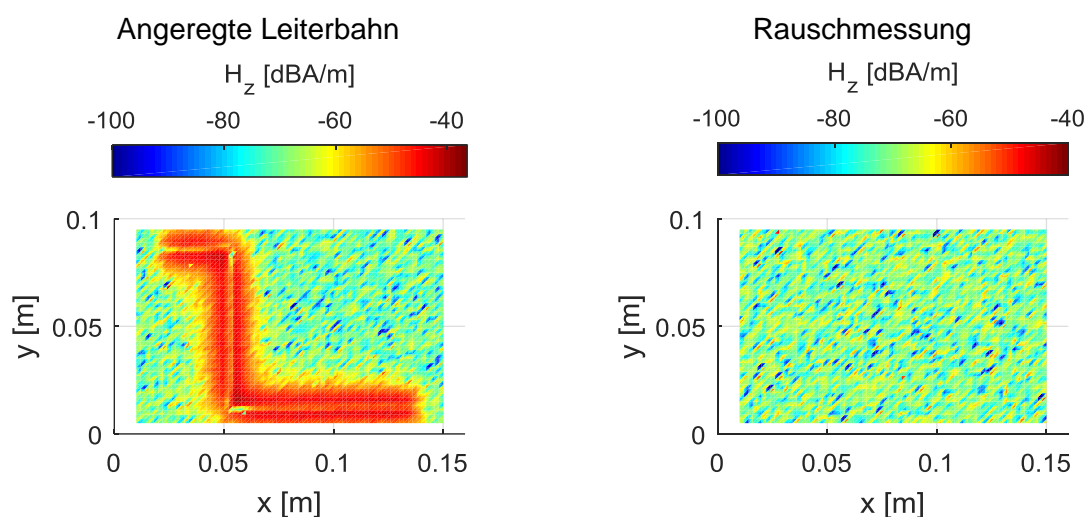 Angeregte Leiterbahn
H_z [dBA/m]
-100 -80 -60 -40
0.1
0.05
0
y [m]
0 0.05 0.1 0.15
x [m]
Rauschmessung
H_z [dBA/m]
-100 -80 -60 -40
0.1
0.05
0
y [m]
0 0.05 0.1 0.15
x [m]